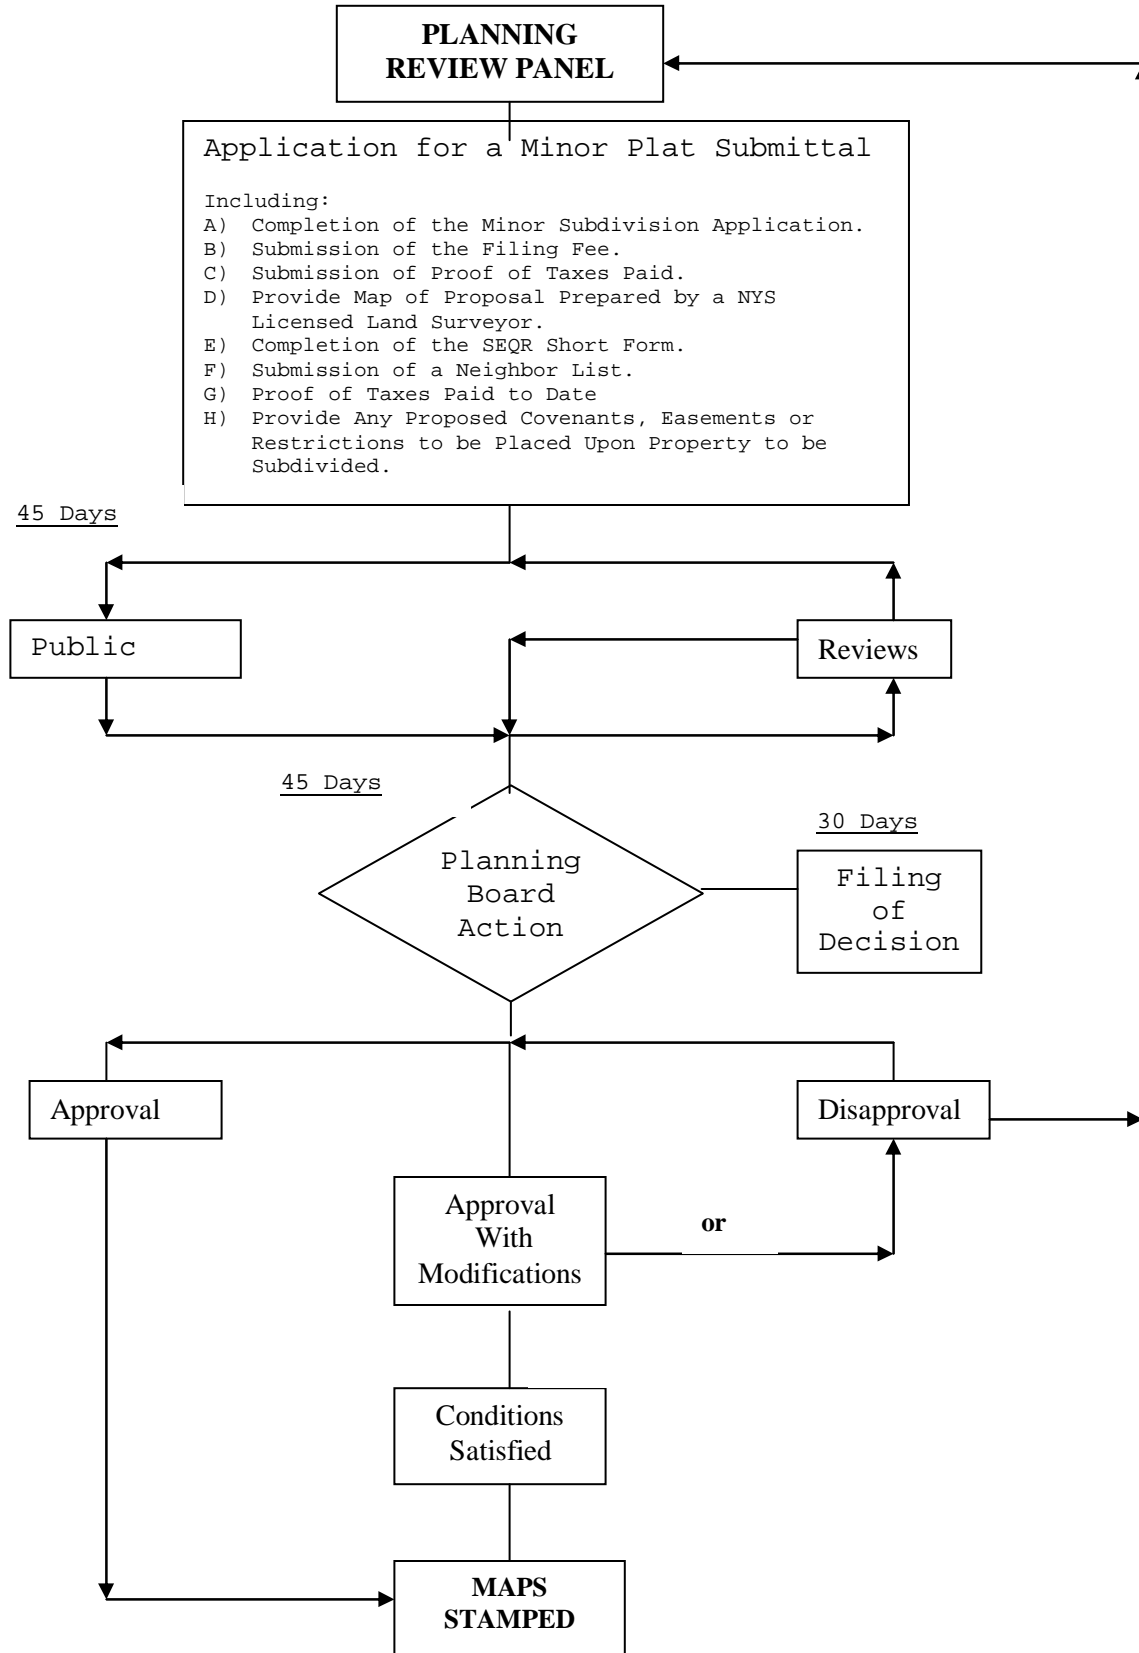 PLANNING
REVIEW PANEL
Application for a Minor Plat Submittal
Including:
A) Completion of the Minor Subdivision Application.
B) Submission of the Filing Fee.
C) Submission of Proof of Taxes Paid.
D) Provide Map of Proposal Prepared by a NYS
Licensed Land Surveyor.
E) Completion of the SEQR Short Form.
F) Submission of a Neighbor List.
G) Proof of Taxes Paid to Date
H) Provide Any Proposed Covenants, Easements or
Restrictions to be Placed Upon Property to be
Subdivided.
45 Days
Public
Reviews
45 Days
30 Days
Planning
Board
Action
Filing
of
Decision
Approval
Disapproval
Approval
With
Modifications
or
Conditions
Satisfied
MAPS
STAMPED